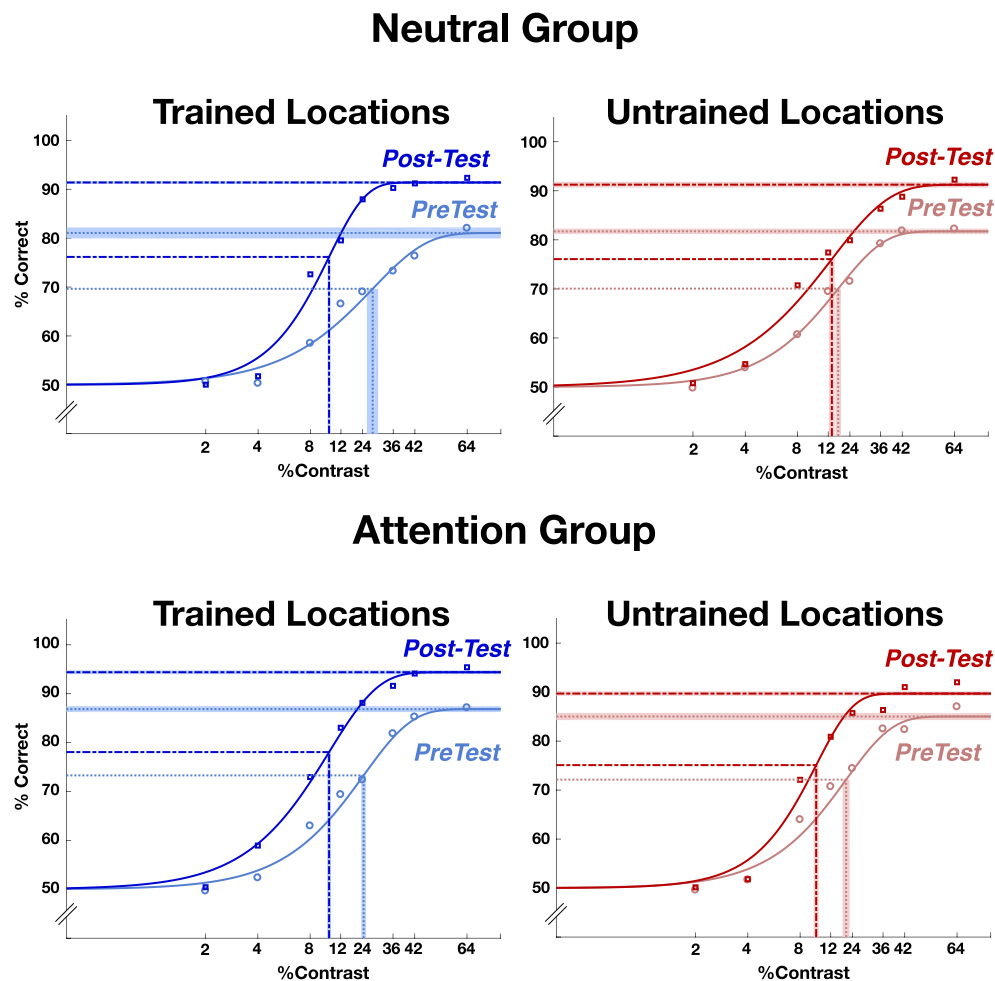 Neutral Group
Trained Locations
Untrained Locations
Post-Test
PreTest
% Correct
100
90
80
70
60
50
2 4 8 12 24 36 42 64
%Contrast
Post-Test
PreTest
100
90
80
70
60
50
2 4 8 12 24 36 42 64
%Contrast
Attention Group
Trained Locations
Untrained Locations
Post-Test
PreTest
% Correct
100
90
80
70
60
50
2 4 8 12 24 36 42 64
%Contrast
Post-Test
PreTest
100
90
80
70
60
50
2 4 8 12 24 36 42 64
%Contrast